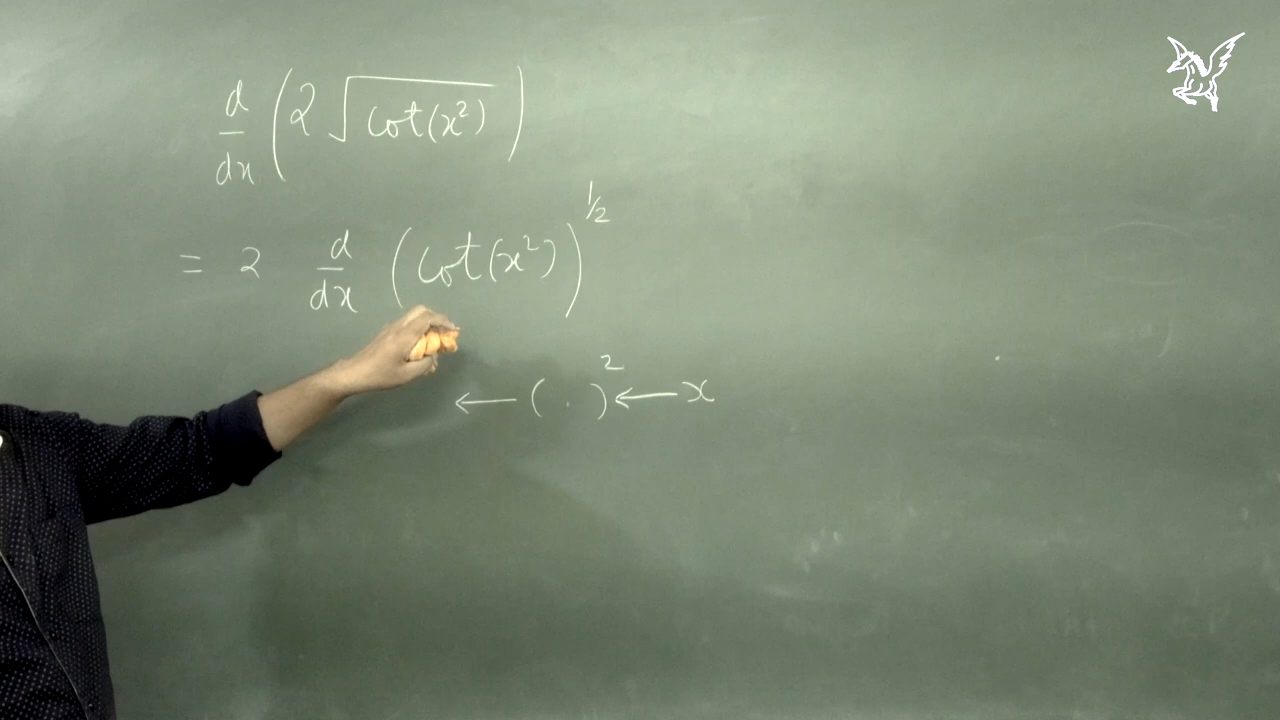 d/dx (2 √cot(x²))
= 2 d/dx (cot(x²))^1/2
← ( . )² ← x